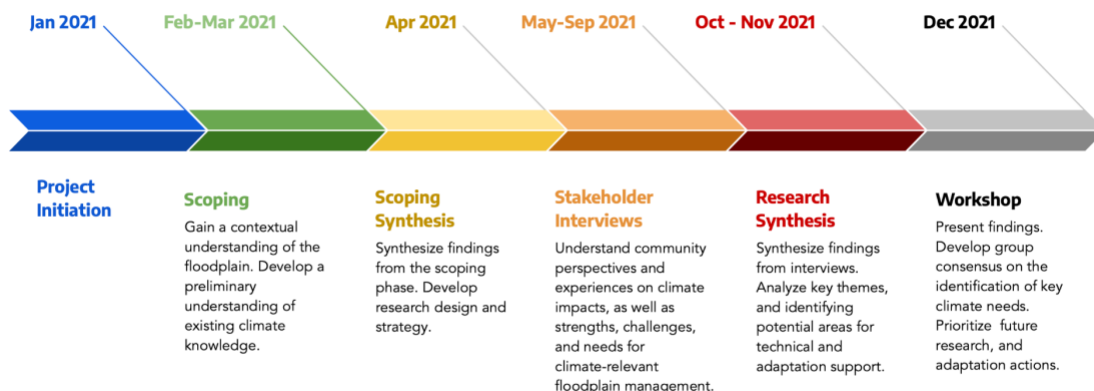 Jan 2021
Feb-Mar 2021
Apr 2021
May-Sep 2021
Oct - Nov 2021
Dec 2021
Project
Initiation
Scoping
Gain a contextual
understanding of the
floodplain. Develop a
preliminary
understanding of
existing climate
knowledge.
Scoping
Synthesis
Synthesize findings
from the scoping
phase. Develop
research design and
strategy.
Stakeholder
Interviews
Understand community
perspectives and
experiences on climate
impacts, as well as
strengths, challenges,
and needs for
climate-relevant
floodplain management.
Research
Synthesis
Synthesize findings
from interviews.
Analyze key themes,
and identifying
potential areas for
technical and
adaptation support.
Workshop
Present findings.
Develop group
consensus on the
identification of key
climate needs.
Prioritize future
research, and
adaptation actions.